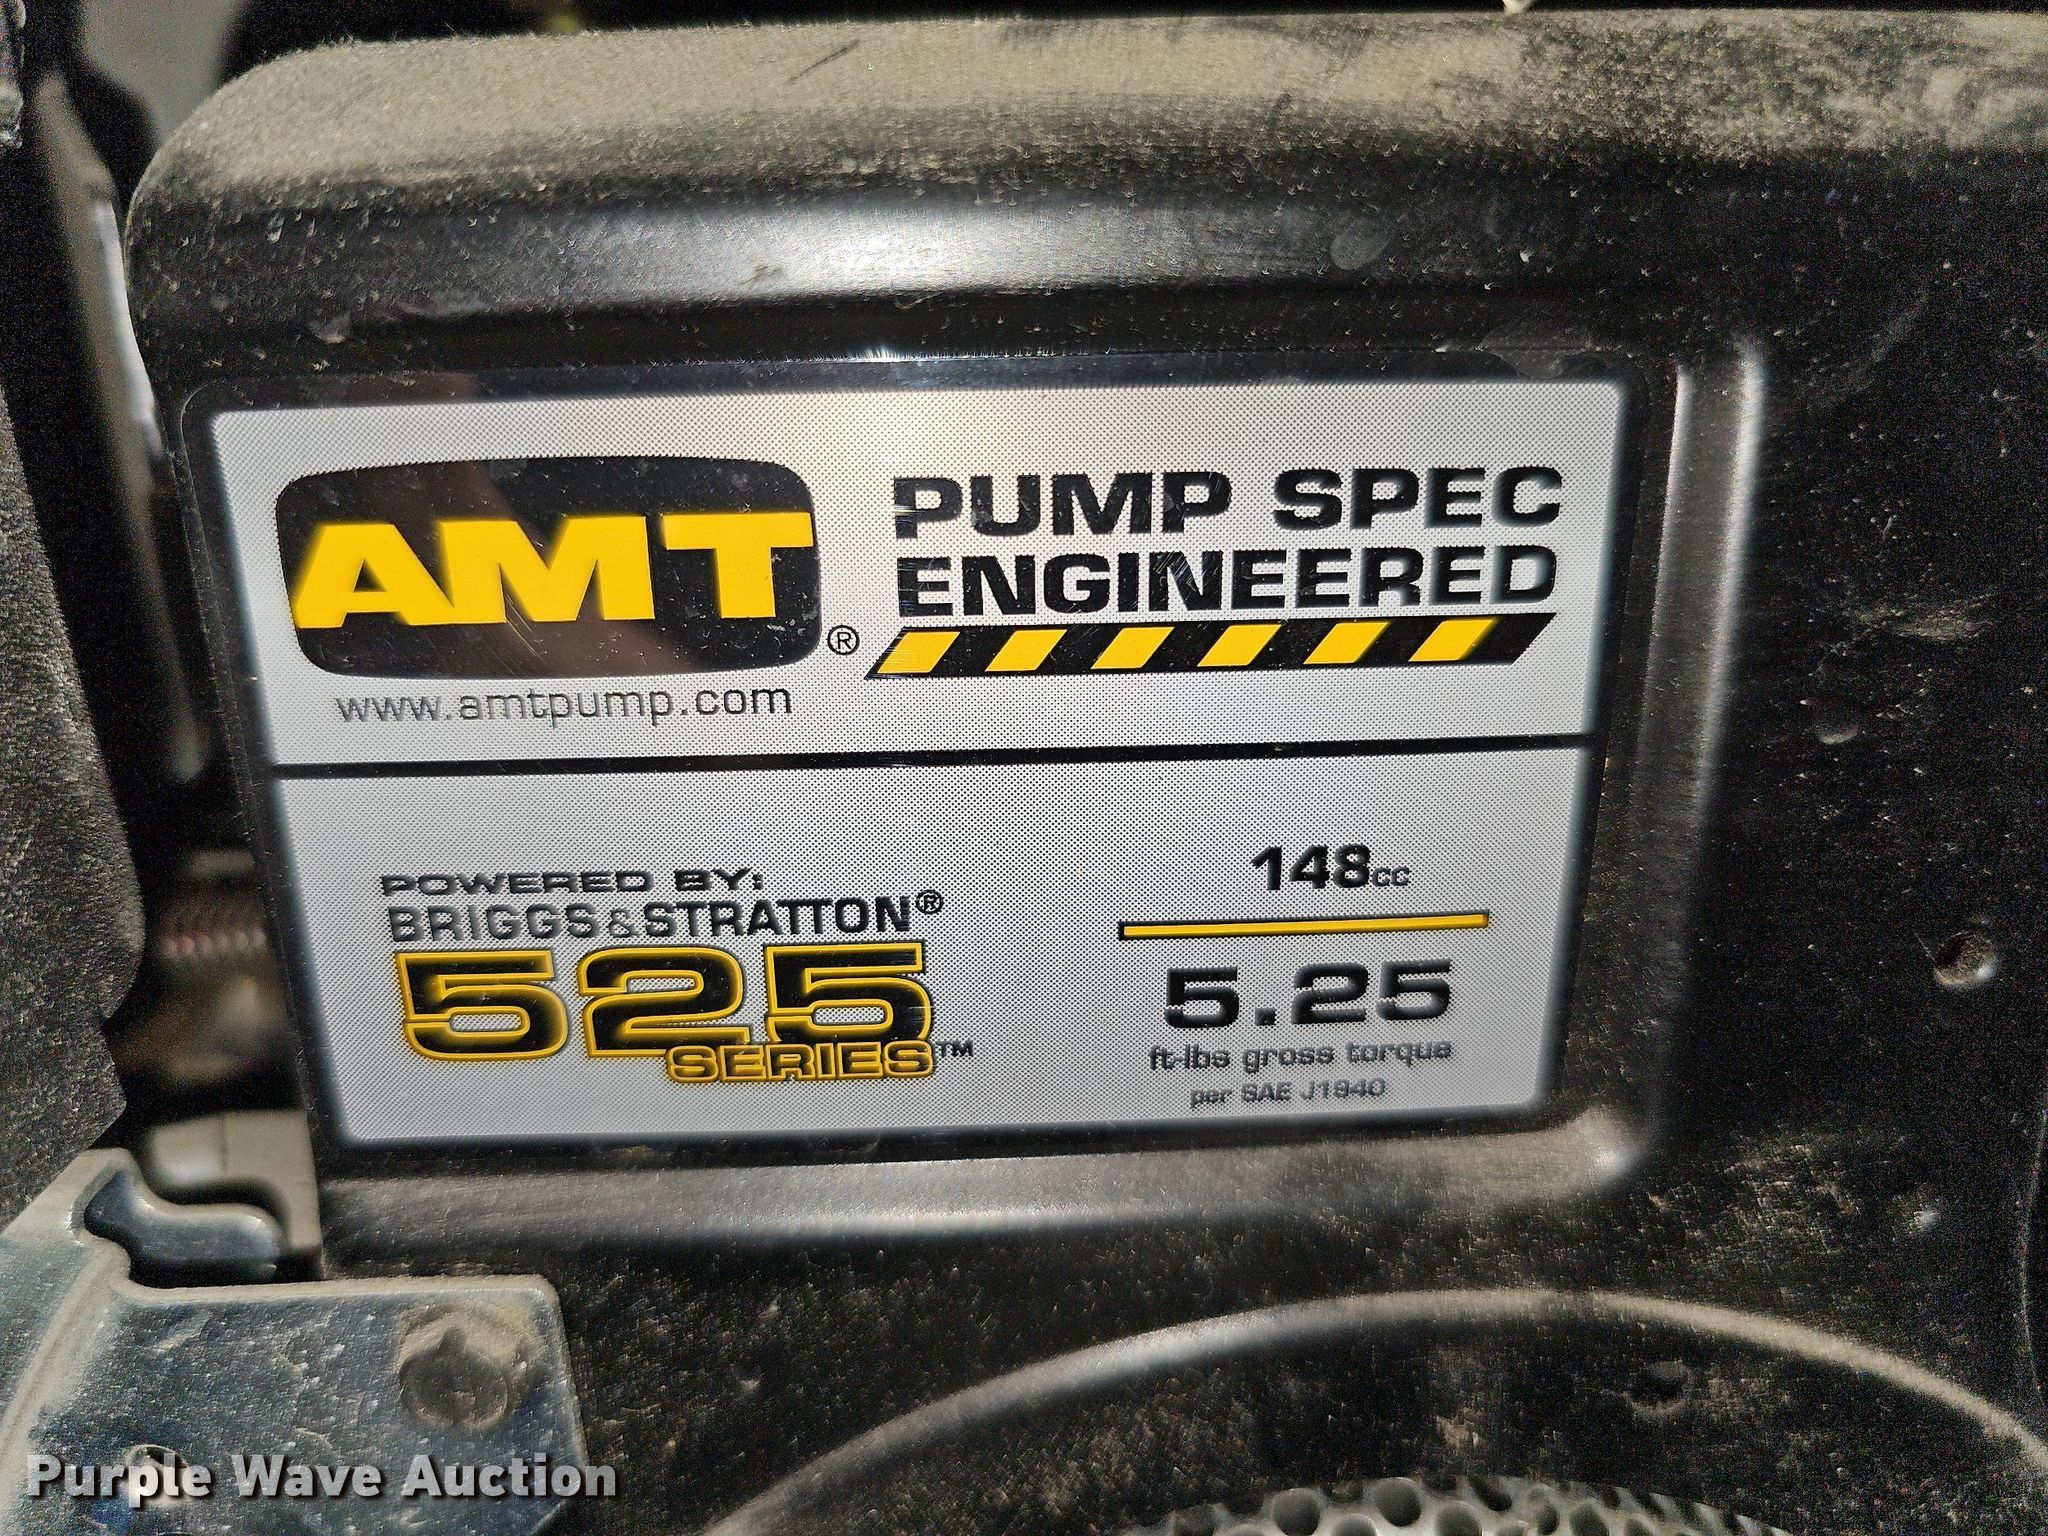 AMT®
www.amtpump.com
PUMP SPEC
ENGINEERED
POWERED BY:
BRIGGS&STRATTON®
525
SERIES™
148cc
5.25
ft-lbs gross torque
per SAE J1940
Purple Wave Auction